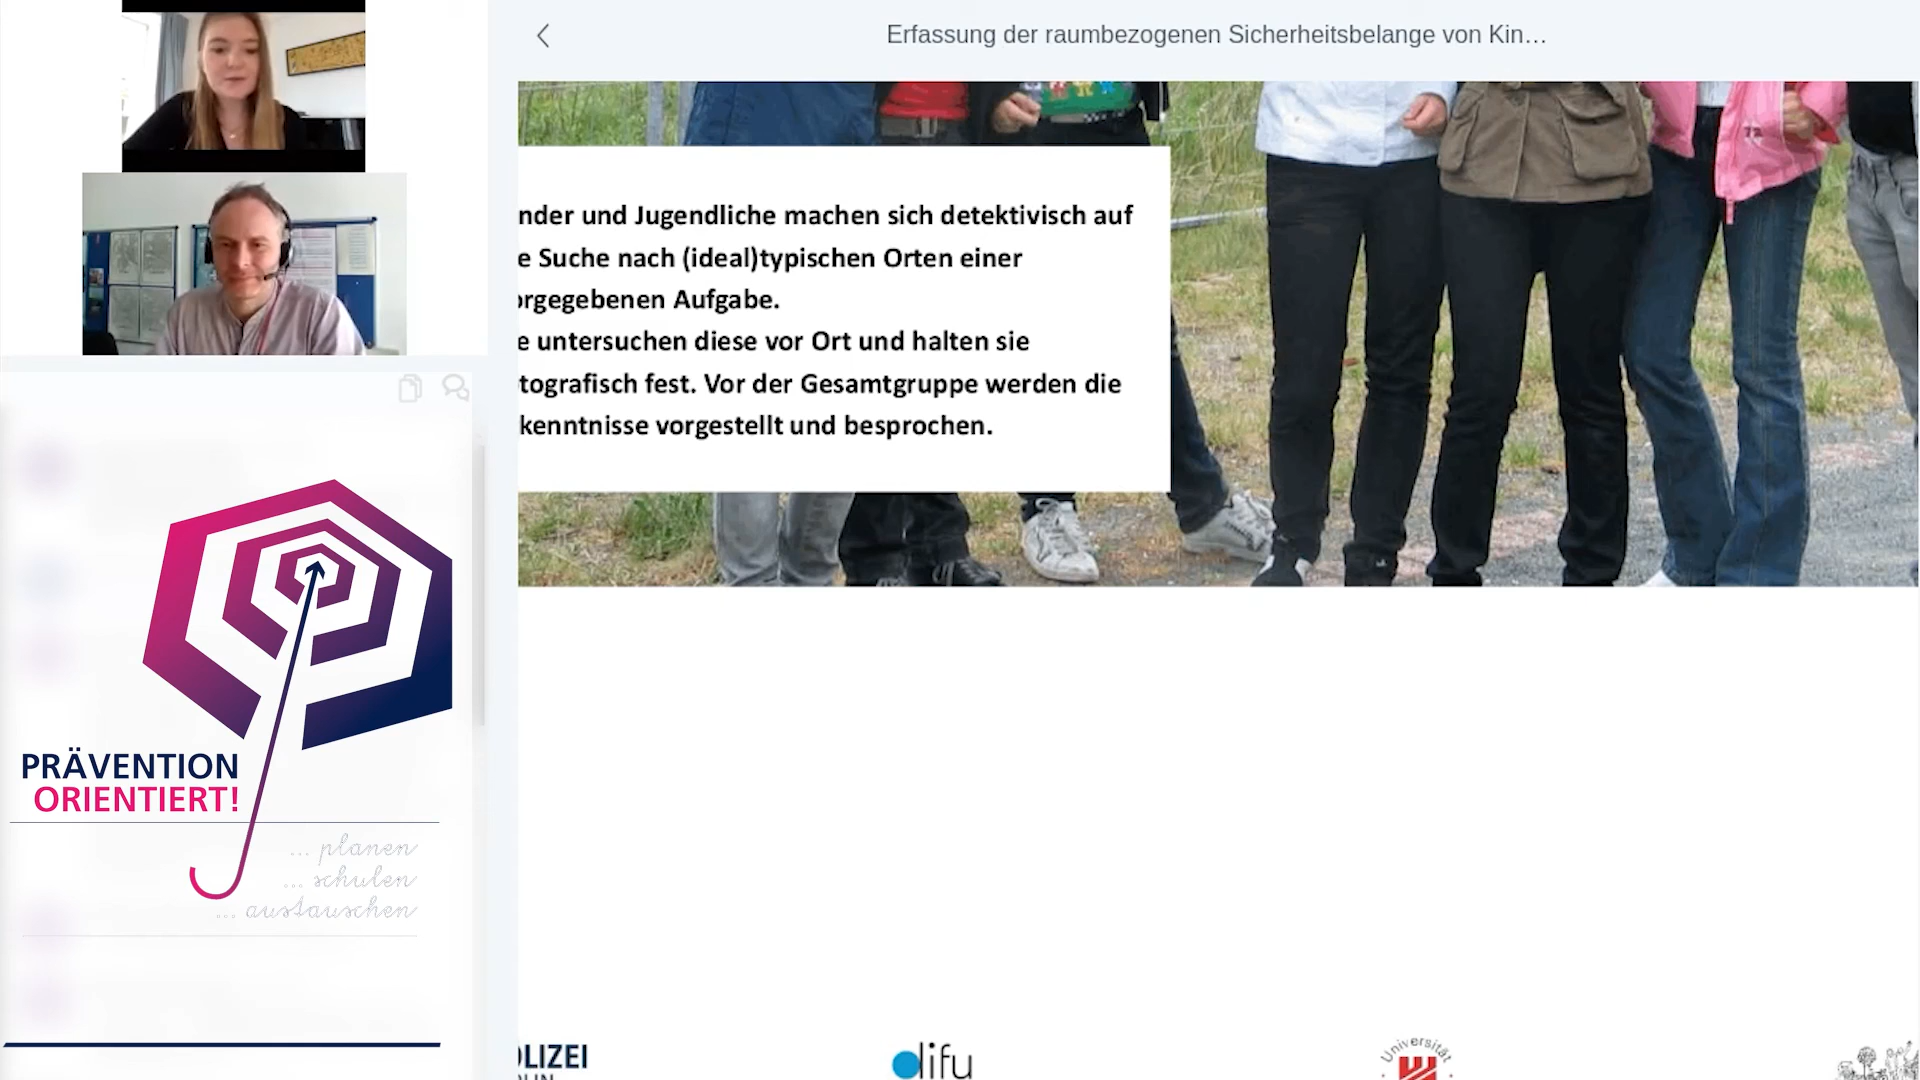 Erfassung der raumbezogenen Sicherheitsbelange von Kin…
nder und Jugendliche machen sich detektivisch auf
e Suche nach (ideal)typischen Orten einer
orgegebenen Aufgabe.
e untersuchen diese vor Ort und halten sie
tografisch fest. Vor der Gesamtgruppe werden die
kenntnisse vorgestellt und besprochen.
PRÄVENTION
ORIENTIERT!
... planen
... schulen
... austauschen
OLIZEI
difu
Universität